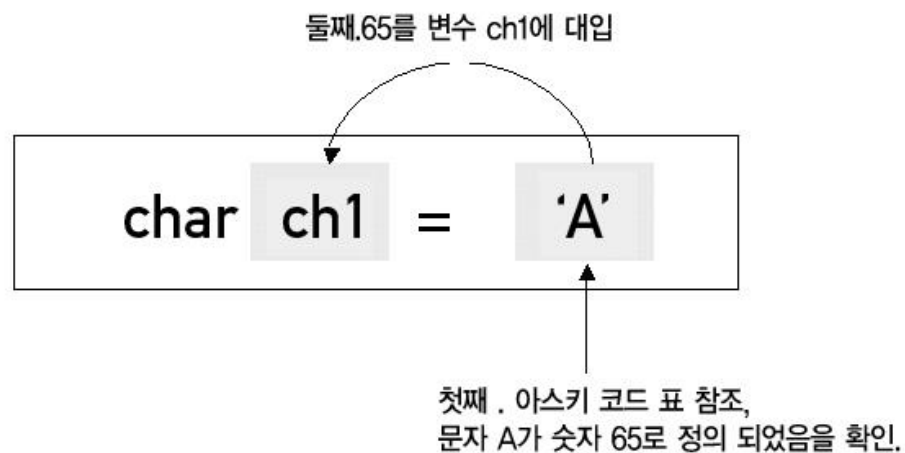 둘째.65를 변수 ch1에 대입
char ch1 = ‘A’
첫째 . 아스키 코드 표 참조,
문자 A가 숫자 65로 정의 되었음을 확인.